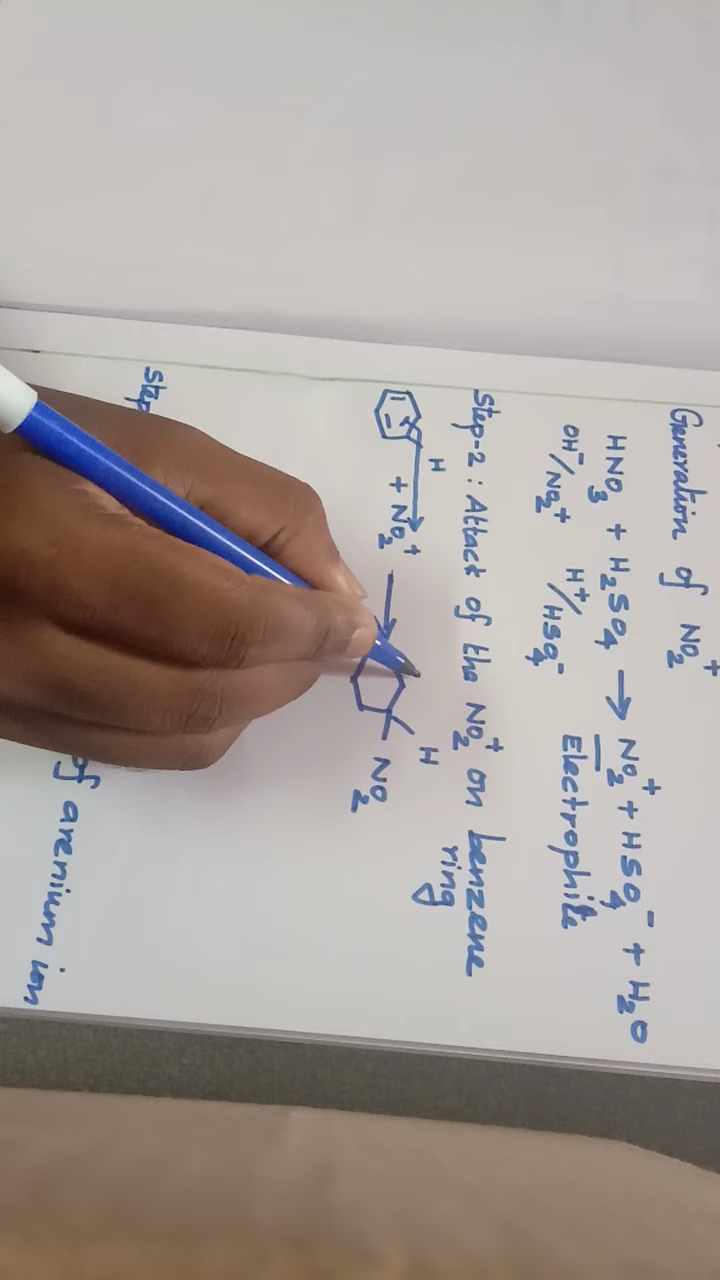 Generation of NO₂⁺
HNO₃ + H₂SO₄ → NO₂⁺ + HSO₄⁻ + H₂O
OH⁻/NO₂⁺ H⁺/HSO₄⁻ Electrophile
Step-2 : Attack of the NO₂⁺ on benzene
ring
H + NO₂⁺ → H NO₂
Step
of arenium ion